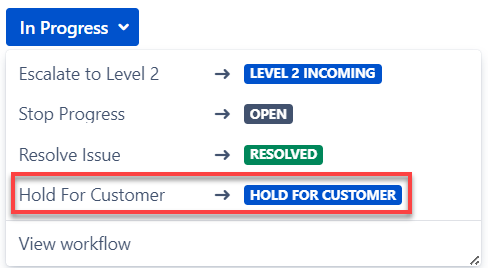 In Progress
Escalate to Level 2 → LEVEL 2 INCOMING
Stop Progress → OPEN
Resolve Issue → RESOLVED
Hold For Customer → HOLD FOR CUSTOMER
View workflow